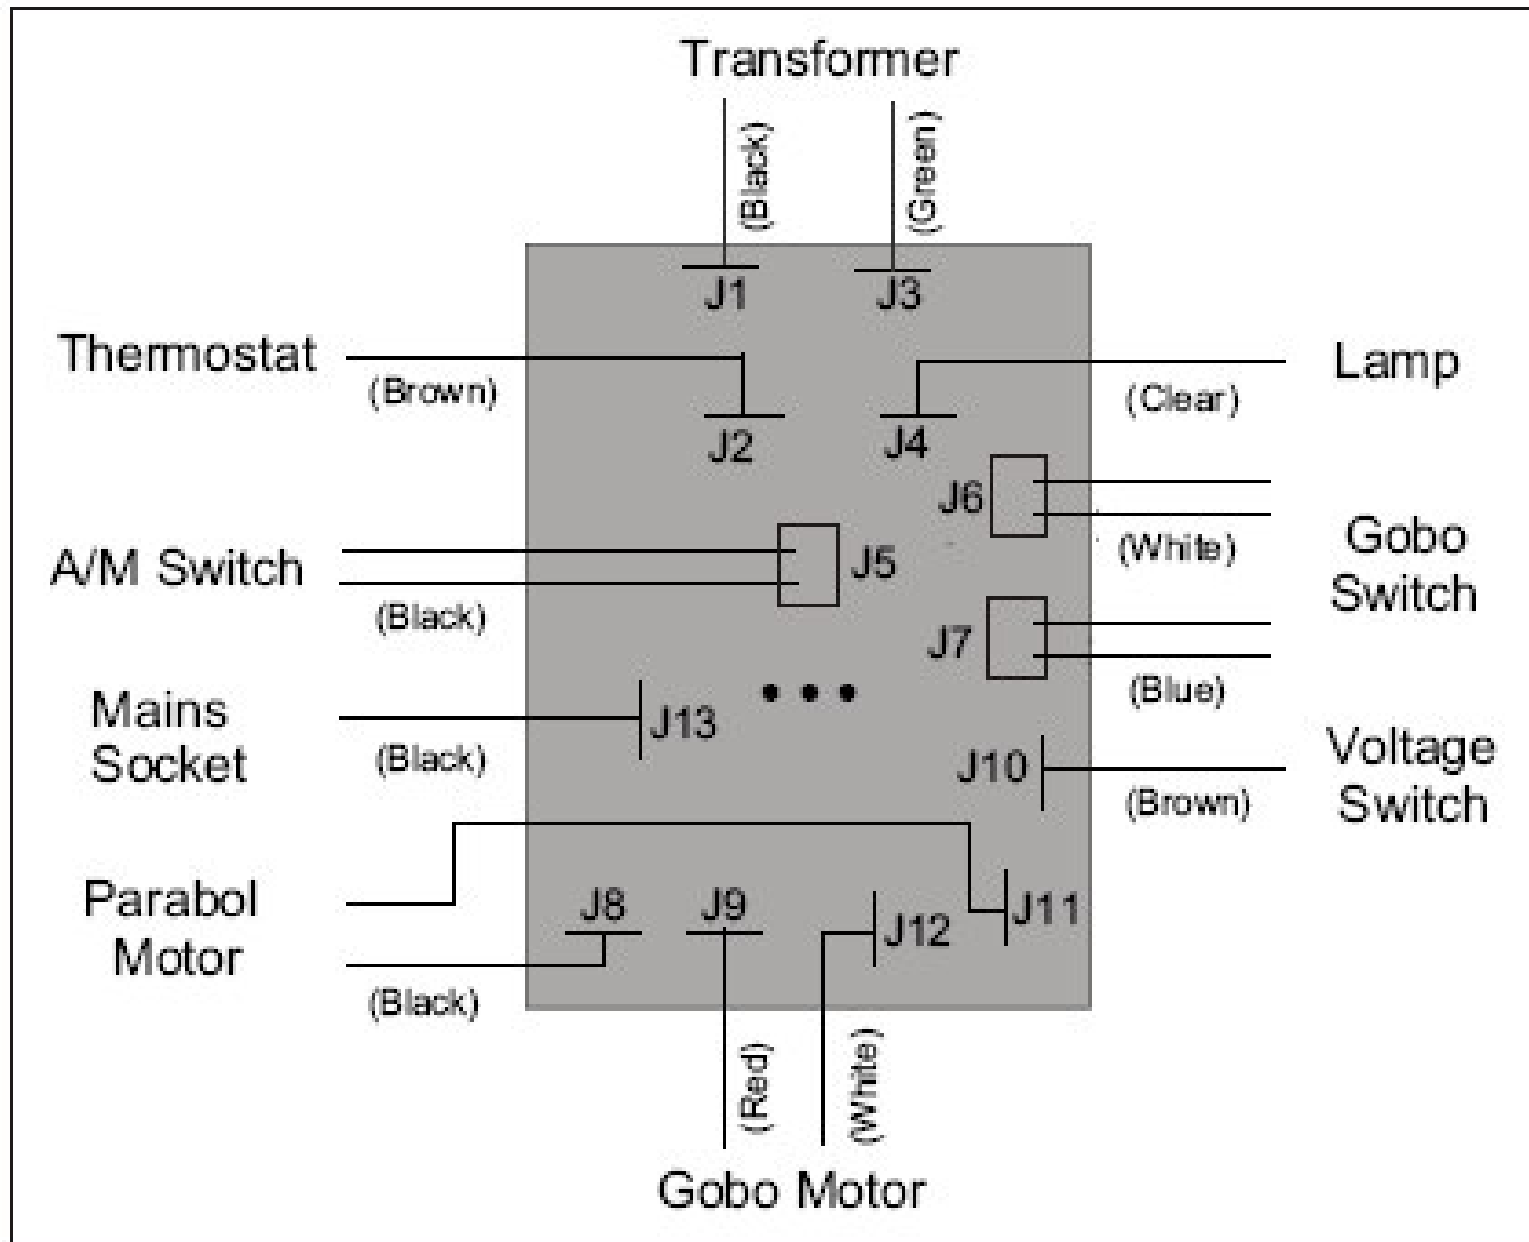 Transformer
(Black)
(Green)
J1
J3
Thermostat
(Brown)
Lamp
(Clear)
J2
J4
J6
(White)
Gobo
Switch
A/M Switch
(Black)
J5
J7
(Blue)
Mains
Socket
(Black)
J13
J10
(Brown)
Voltage
Switch
Parabol
Motor
(Black)
J8
J9
J12
J11
(Red)
(White)
Gobo Motor